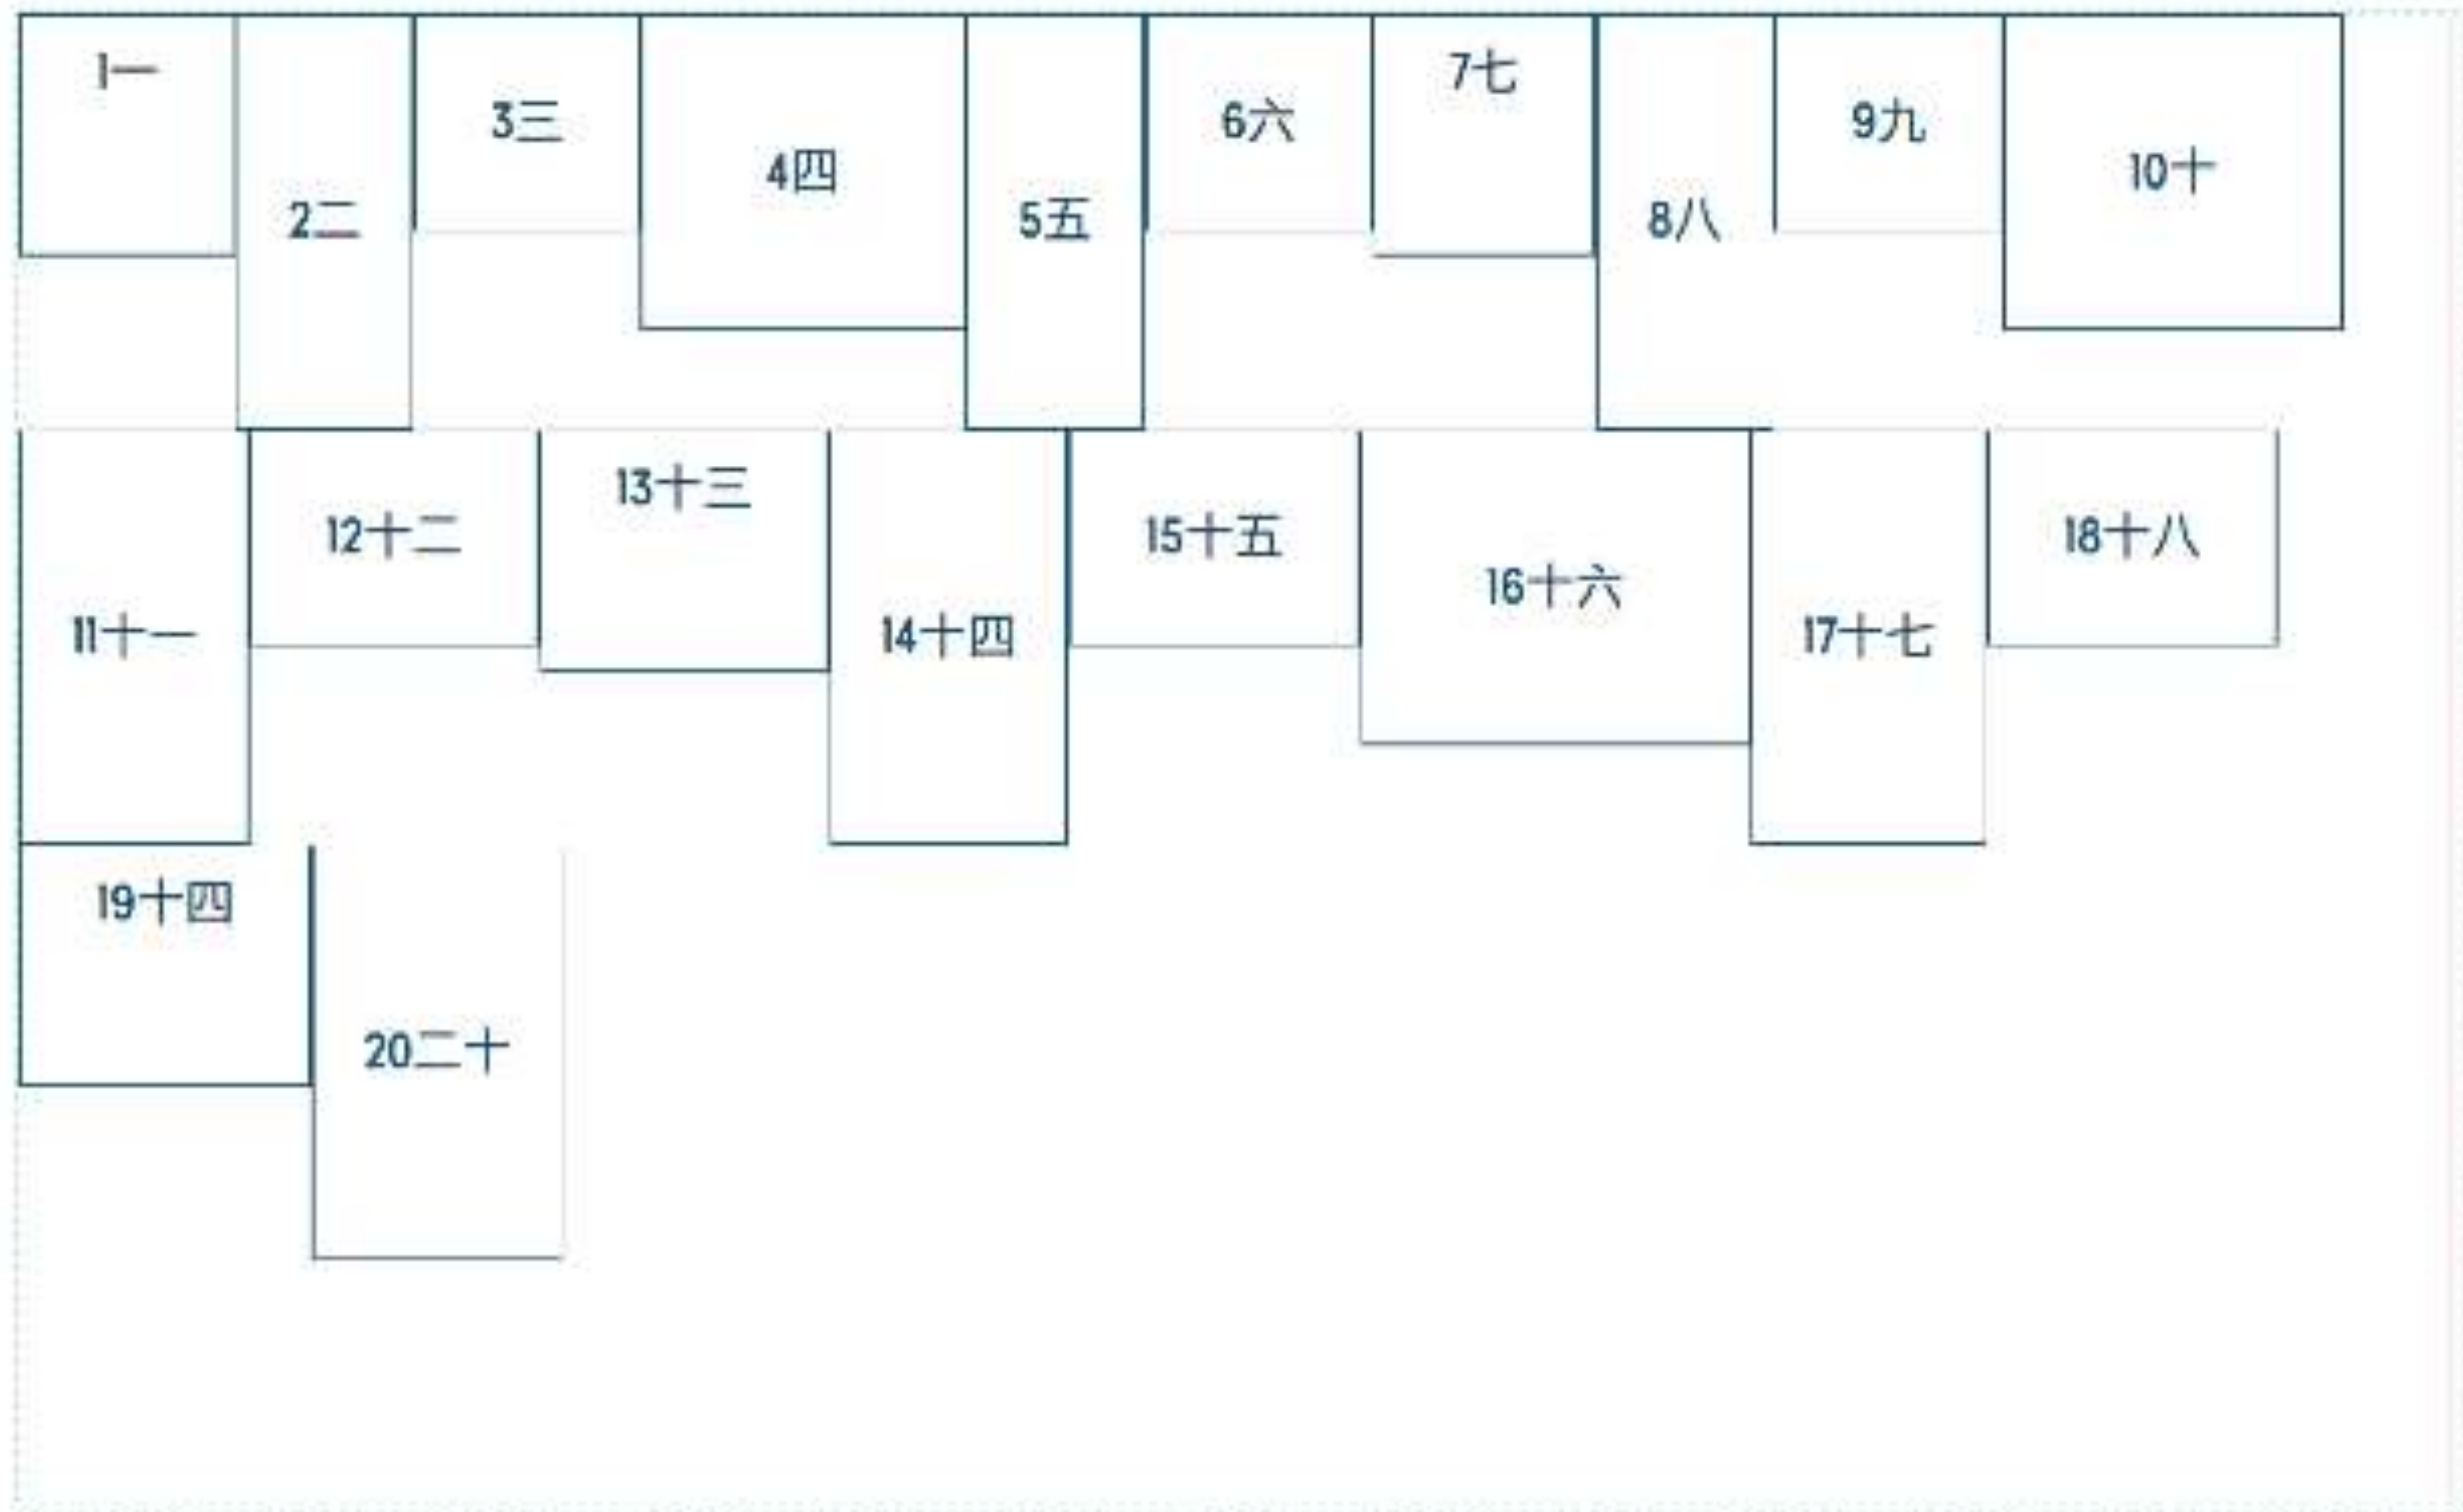 1一
2二
3三
4四
5五
6六
7七
8八
9九
10十
11十一
12十二
13十三
14十四
15十五
16十六
17十七
18十八
19十四
20二十